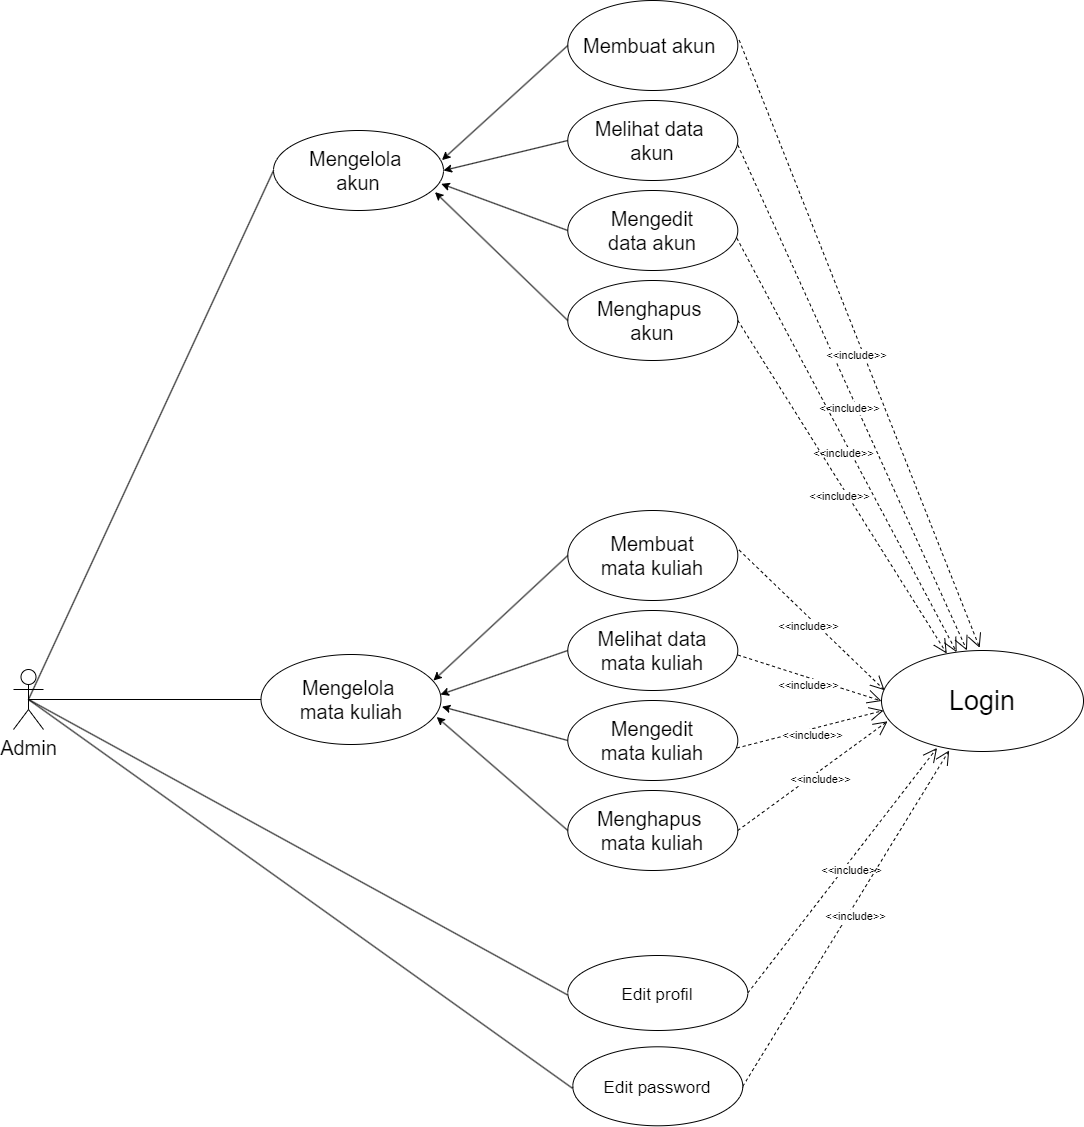 Membuat akun
Melihat data
akun
Mengelola
akun
Mengedit
data akun
Menghapus
akun
<<include>>
<<include>>
<<include>>
<<include>>
Membuat
mata kuliah
<<include>>
Melihat data
mata kuliah
<<include>>
Mengelola
mata kuliah
Login
Mengedit
mata kuliah
<<include>>
Admin
<<include>>
Menghapus
mata kuliah
<<include>>
<<include>>
Edit profil
Edit password